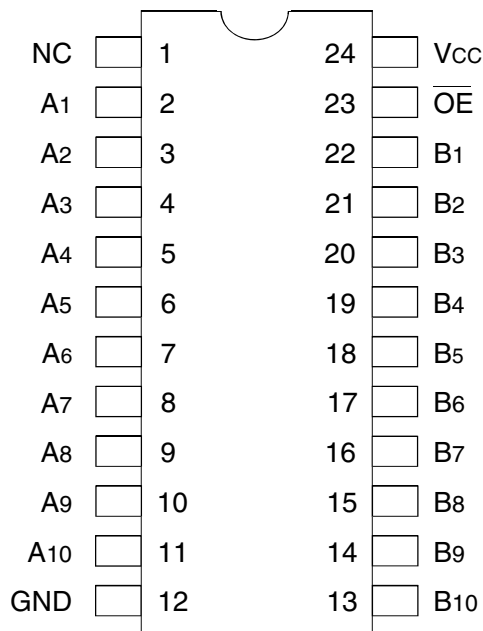 NC 1 24 VCC
A1 2 23 O̅E̅
A2 3 22 B1
A3 4 21 B2
A4 5 20 B3
A5 6 19 B4
A6 7 18 B5
A7 8 17 B6
A8 9 16 B7
A9 10 15 B8
A10 11 14 B9
GND 12 13 B10